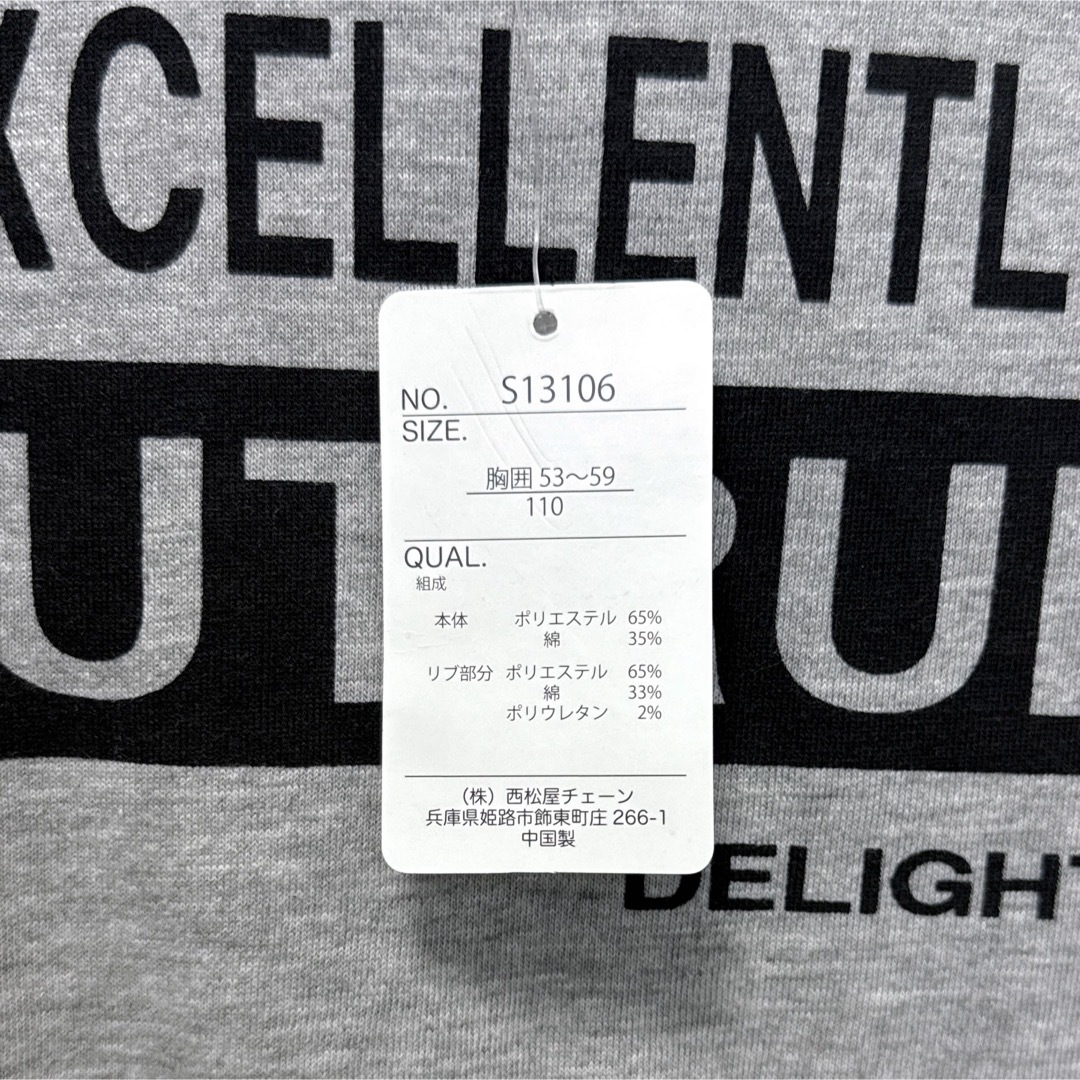 XCELLENTL
NO. S13106
SIZE.
胸囲 53〜59
110
QUAL.
組成
本体 ポリエステル 65%
綿 35%
リブ部分 ポリエステル 65%
綿 33%
ポリウレタン 2%
(株)西松屋チェーン
兵庫県姫路市飾東町庄 266-1
中国製
DELIGHT